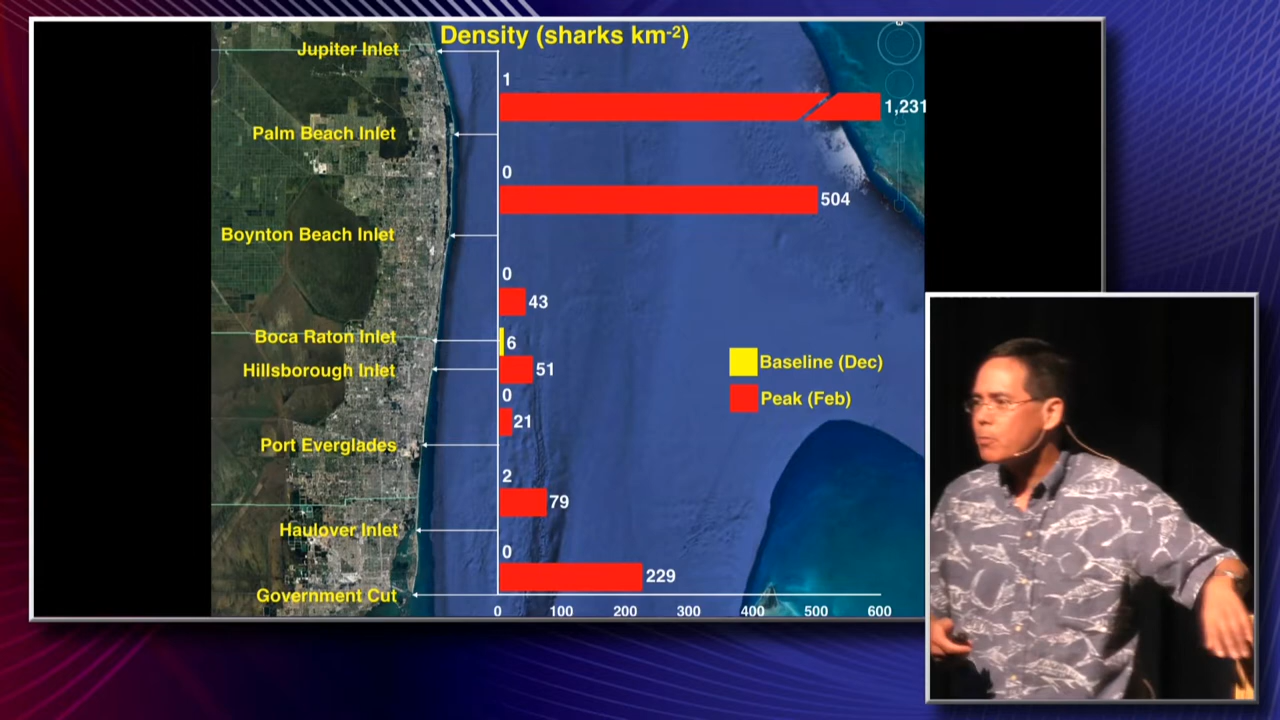 Density (sharks km-2)
Jupiter Inlet
1
1,231
Palm Beach Inlet
0
504
Boynton Beach Inlet
0
43
Boca Raton Inlet
6
Hillsborough Inlet
51
Baseline (Dec)
0
Peak (Feb)
21
Port Everglades
2
79
Haulover Inlet
0
229
Government Cut
0 100 200 300 400 500 600